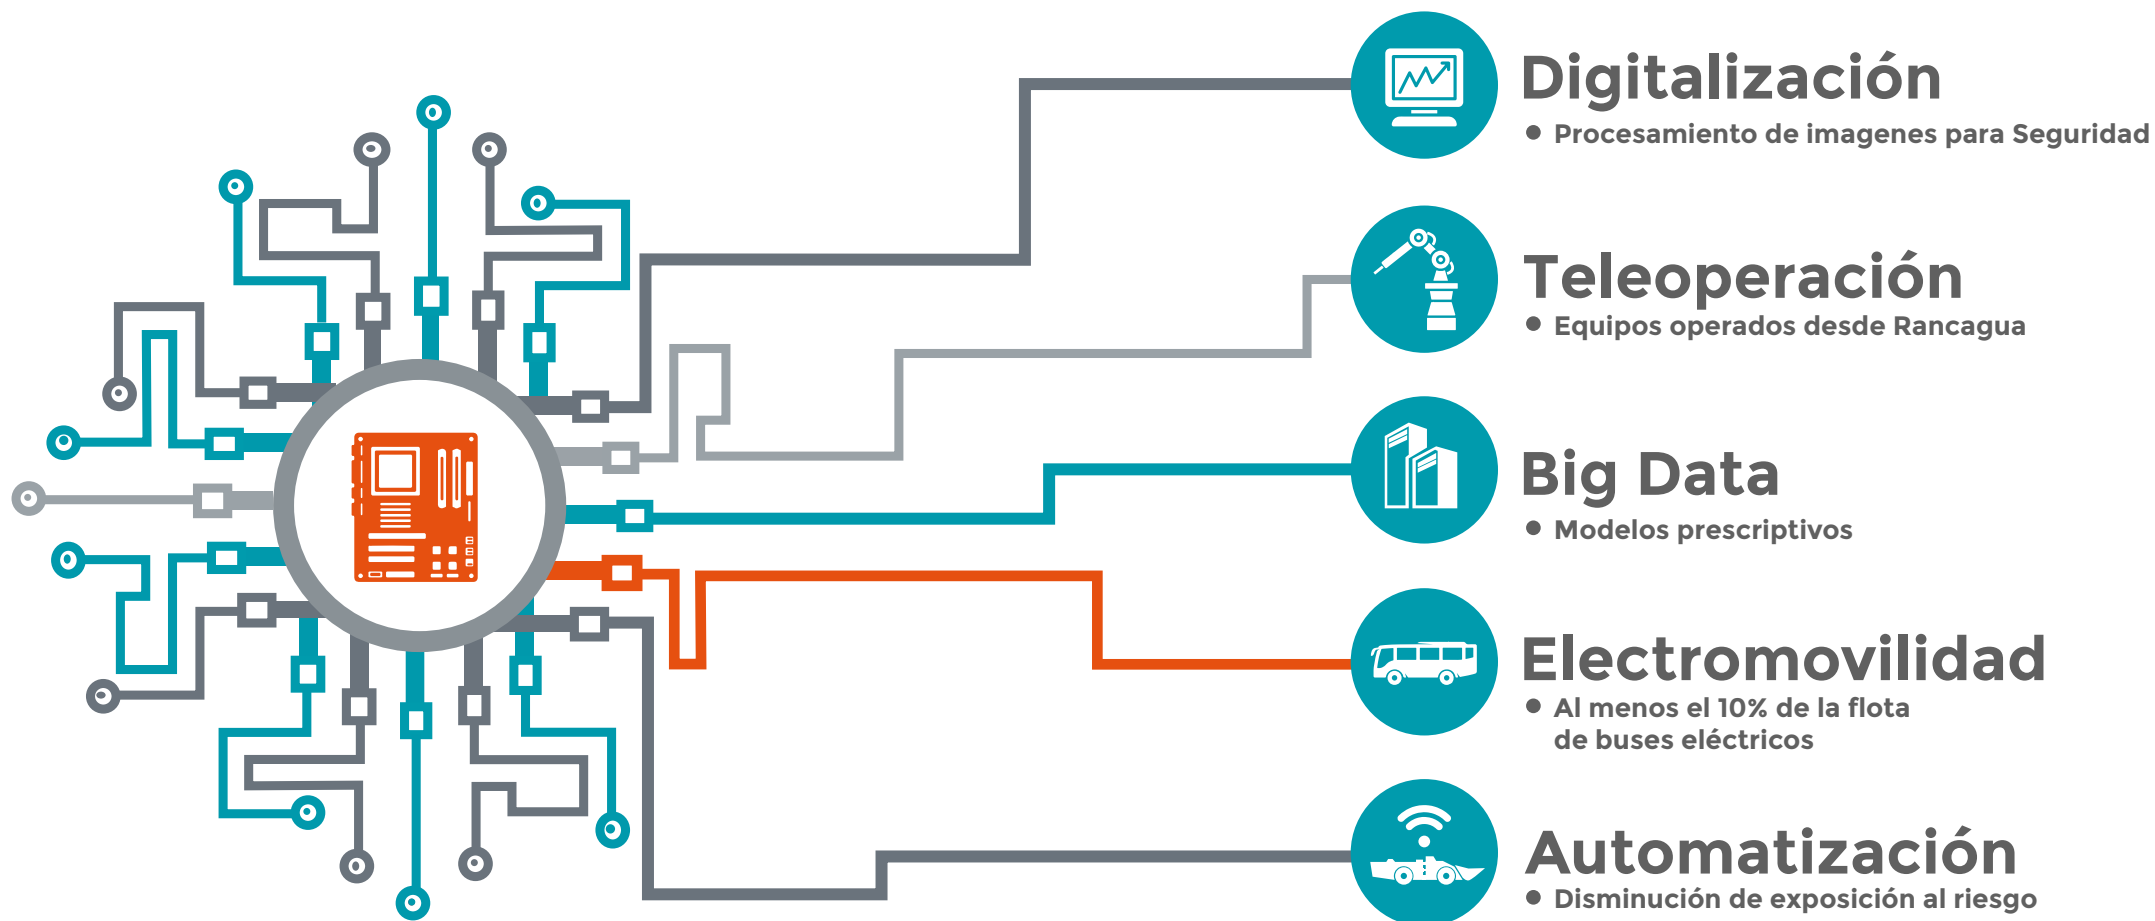 Digitalización
• Procesamiento de imagenes para Seguridad
Teleoperación
• Equipos operados desde Rancagua
Big Data
• Modelos prescriptivos
Electromovilidad
• Al menos el 10% de la flota
de buses eléctricos
Automatización
• Disminución de exposición al riesgo